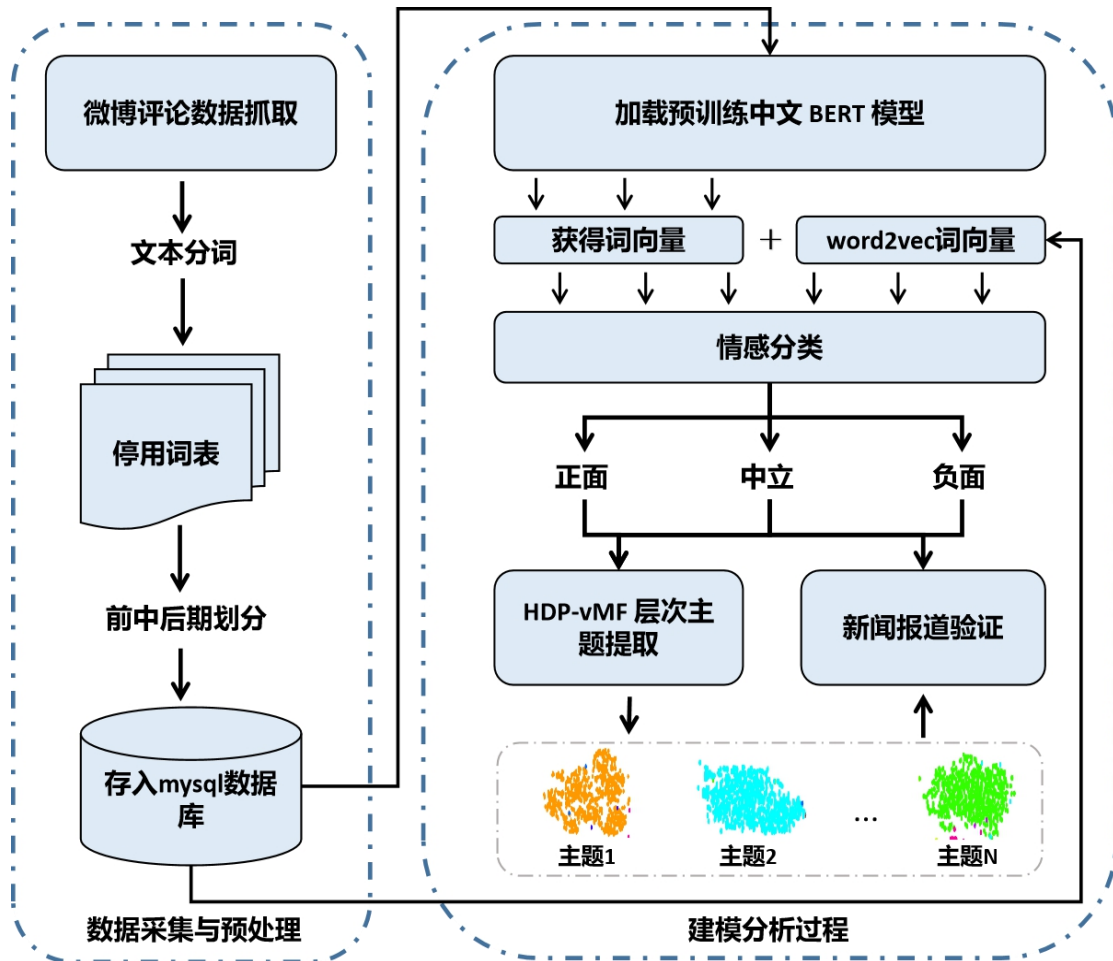 微博评论数据抓取
文本分词
停用词表
前中后期划分
存入mysql数据
库
数据采集与预处理
加载预训练中文 BERT 模型
获得词向量 + word2vec词向量
情感分类
正面 中立 负面
HDP-vMF 层次主
题提取
新闻报道验证
...
主题1 主题2 主题N
建模分析过程